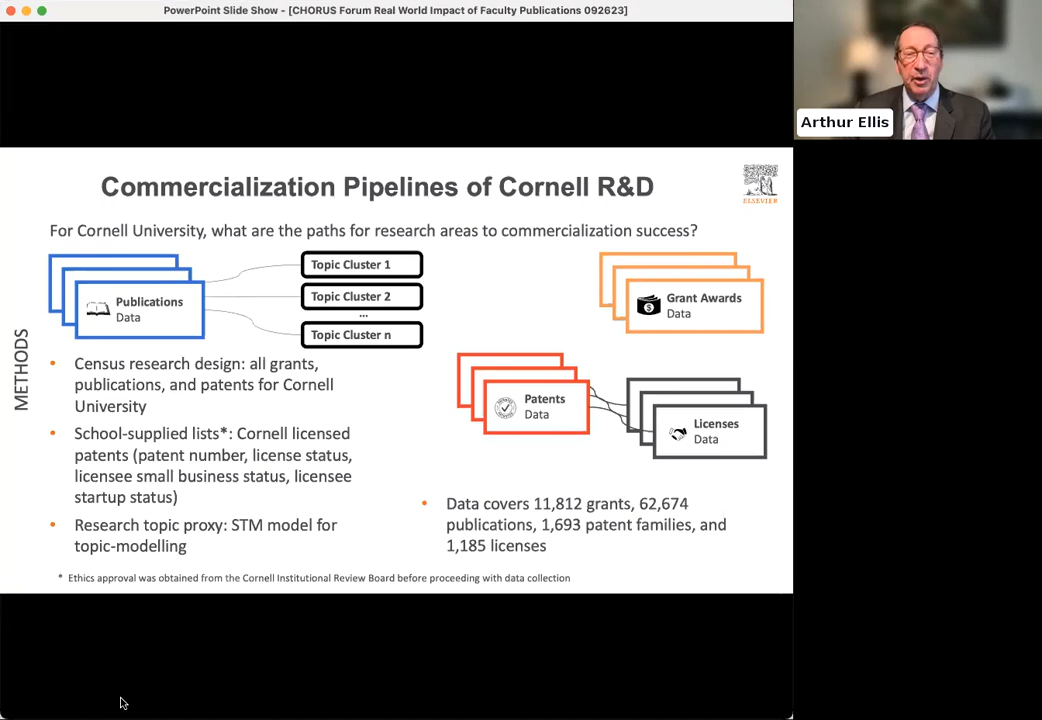 PowerPoint Slide Show - [CHORUS Forum Real World Impact of Faculty Publications 092623]
Arthur Ellis
Commercialization Pipelines of Cornell R&D
ELSEVIER
For Cornell University, what are the paths for research areas to commercialization success?
METHODS
Publications
Data
Topic Cluster 1
Topic Cluster 2
...
Topic Cluster n
Grant Awards
Data
Patents
Data
Licenses
Data
• Census research design: all grants,
publications, and patents for Cornell
University
• School-supplied lists*: Cornell licensed
patents (patent number, license status,
licensee small business status, licensee
startup status)
• Research topic proxy: STM model for
topic-modelling
• Data covers 11,812 grants, 62,674
publications, 1,693 patent families, and
1,185 licenses
* Ethics approval was obtained from the Cornell Institutional Review Board before proceeding with data collection